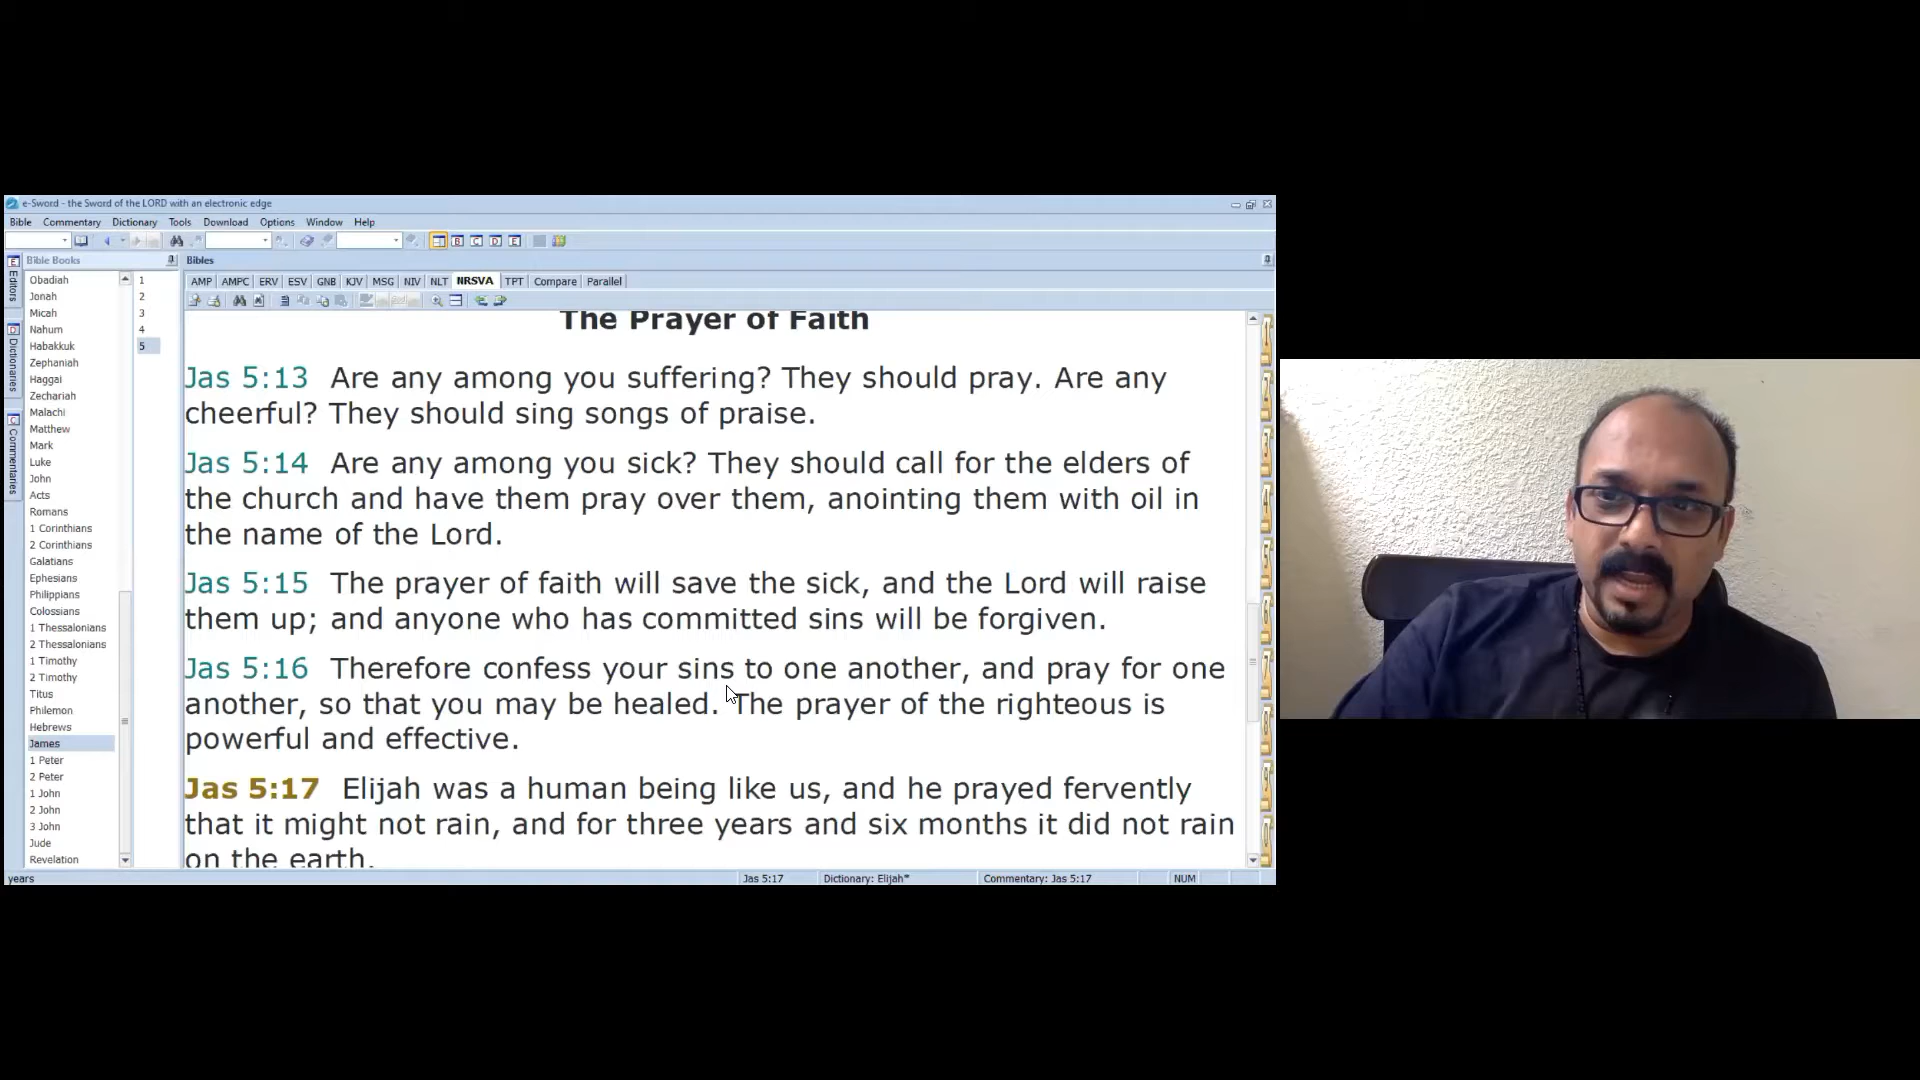 e-Sword - the Sword of the LORD with an electronic edge
Bible Commentary Dictionary Tools Download Options Window Help
B C D E
Bible Books
Bibles
AMP AMPC ERV ESV GNB KJV MSG NIV NLT NRSVA TPT Compare Parallel
E Editors
D Dictionaries
C Commentaries
Obadiah
Jonah
Micah
Nahum
Habakkuk
Zephaniah
Haggai
Zechariah
Malachi
Matthew
Mark
Luke
John
Acts
Romans
1 Corinthians
2 Corinthians
Galatians
Ephesians
Philippians
Colossians
1 Thessalonians
2 Thessalonians
1 Timothy
2 Timothy
Titus
Philemon
Hebrews
James
1 Peter
2 Peter
1 John
2 John
3 John
Jude
Revelation
1
2
3
4
5
The Prayer of Faith
Jas 5:13 Are any among you suffering? They should pray. Are any
cheerful? They should sing songs of praise.
Jas 5:14 Are any among you sick? They should call for the elders of
the church and have them pray over them, anointing them with oil in
the name of the Lord.
Jas 5:15 The prayer of faith will save the sick, and the Lord will raise
them up; and anyone who has committed sins will be forgiven.
Jas 5:16 Therefore confess your sins to one another, and pray for one
another, so that you may be healed. The prayer of the righteous is
powerful and effective.
Jas 5:17 Elijah was a human being like us, and he prayed fervently
that it might not rain, and for three years and six months it did not rain
on the earth.
years Jas 5:17 Dictionary: Elijah* Commentary: Jas 5:17 NUM